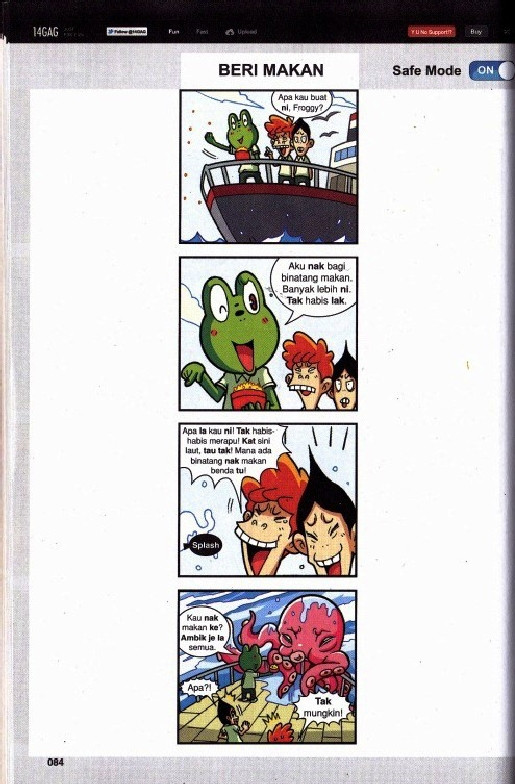 14GAG
Follow @14GAG
Fun
Fast
Upload
Y U No Support!?
Buy
BERI MAKAN
Safe Mode
ON
Apa kau buat
ni, Froggy?
Aku nak bagi
binatang makan.
Banyak lebih ni.
Tak habis lak.
Apa la kau ni! Tak habis-
habis merapu! Kat sini
laut, tau tak! Mana ada
binatang nak makan
benda tu!
Splash
Kau nak
makan ke?
Ambik je la
semua.
Apa?!
Tak
mungkin!
084